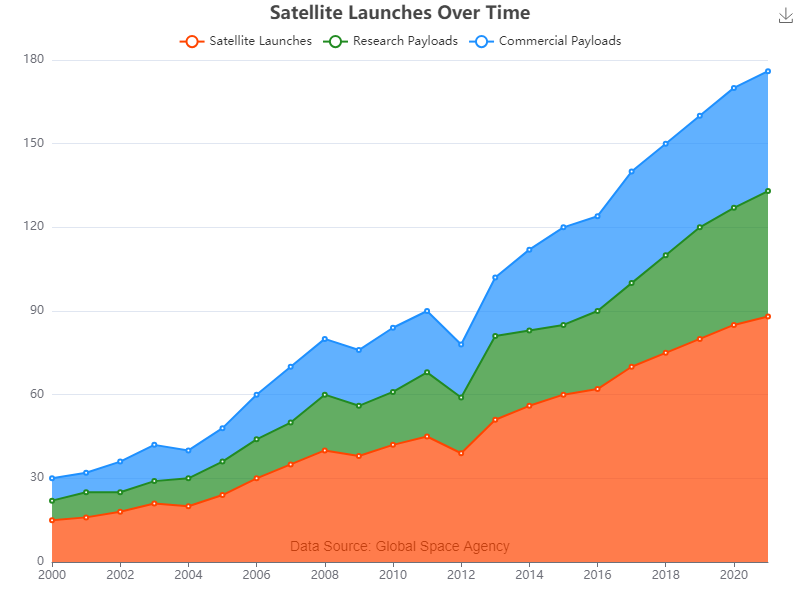 Satellite Launches Over Time
Satellite Launches Research Payloads Commercial Payloads
180
150
120
90
60
30
0
Data Source: Global Space Agency
2000 2002 2004 2006 2008 2010 2012 2014 2016 2018 2020